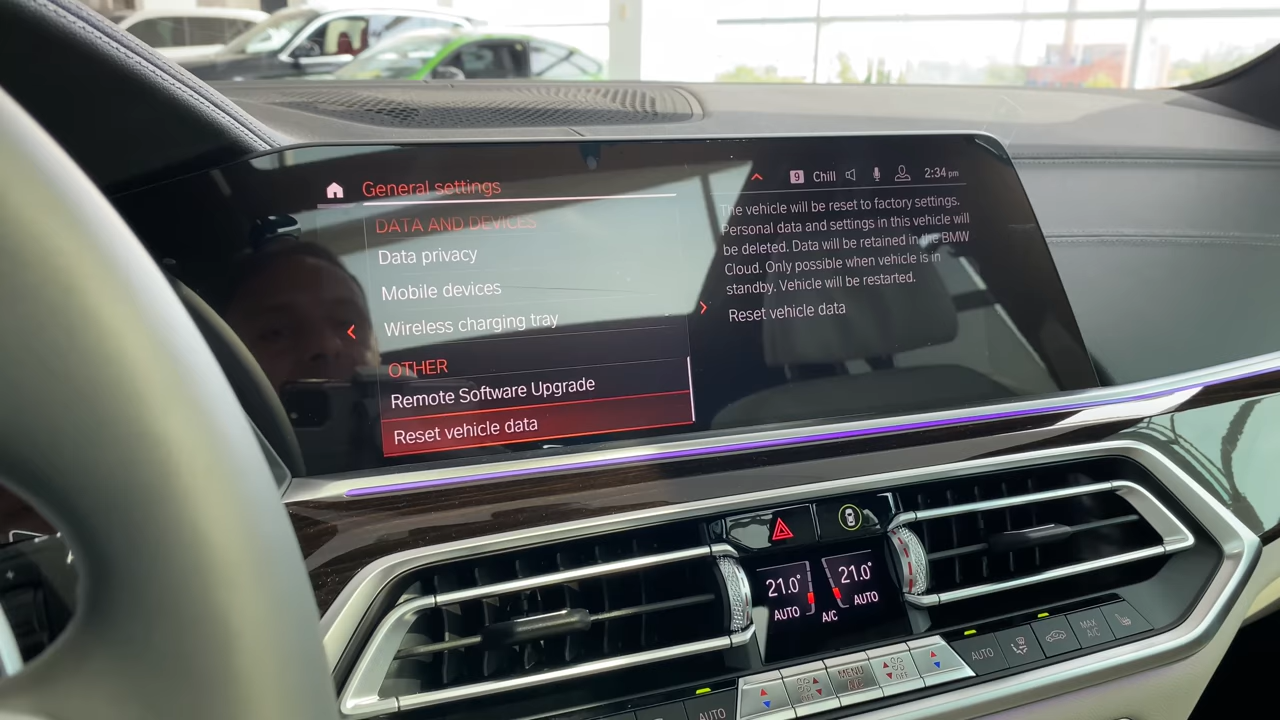 General settings
DATA AND DEVICES
Data privacy
Mobile devices
Wireless charging tray
OTHER
Remote Software Upgrade
Reset vehicle data
9 Chill 2:34 pm
The vehicle will be reset to factory settings.
Personal data and settings in this vehicle will
be deleted. Data will be retained in the BMW
Cloud. Only possible when vehicle is in
standby. Vehicle will be restarted.
Reset vehicle data
21.0° 21.0°
AUTO A/C AUTO
AUTO
OFF
MENU
A/C
OFF
AUTO
MAX
A/C